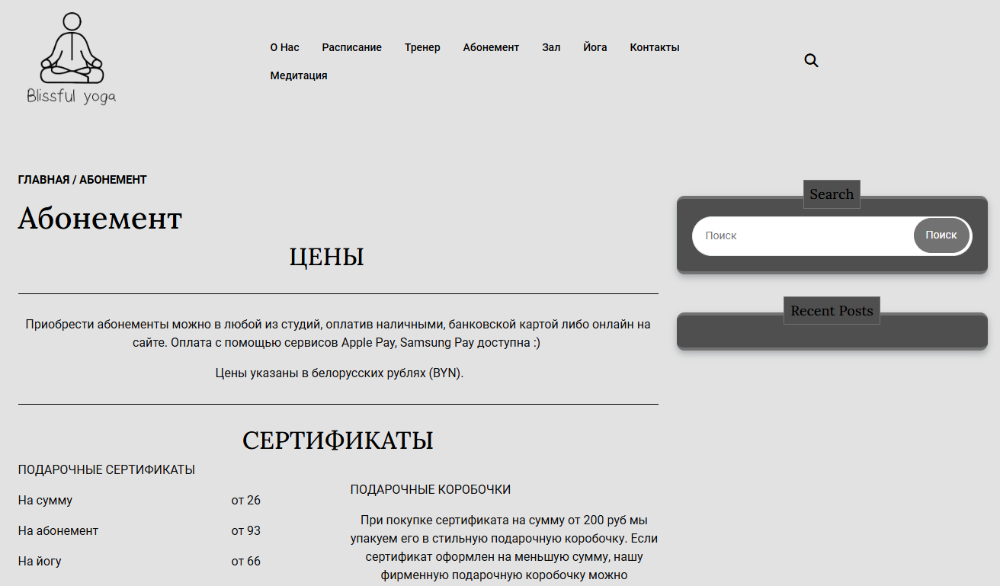 Blissful yoga
О Нас Расписание Тренер Абонемент Зал Йога Контакты
Медитация
ГЛАВНАЯ / АБОНЕМЕНТ
Абонемент
ЦЕНЫ
Приобрести абонементы можно в любой из студий, оплатив наличными, банковской картой либо онлайн на
сайте. Оплата с помощью сервисов Apple Pay, Samsung Pay доступна :)
Цены указаны в белорусских рублях (BYN).
СЕРТИФИКАТЫ
ПОДАРОЧНЫЕ СЕРТИФИКАТЫ
На сумму от 26
На абонемент от 93
На йогу от 66
ПОДАРОЧНЫЕ КОРОБОЧКИ
При покупке сертификата на сумму от 200 руб мы
упакуем его в стильную подарочную коробочку. Если
сертификат оформлен на меньшую сумму, нашу
фирменную подарочную коробочку можно
Search
Поиск Поиск
Recent Posts